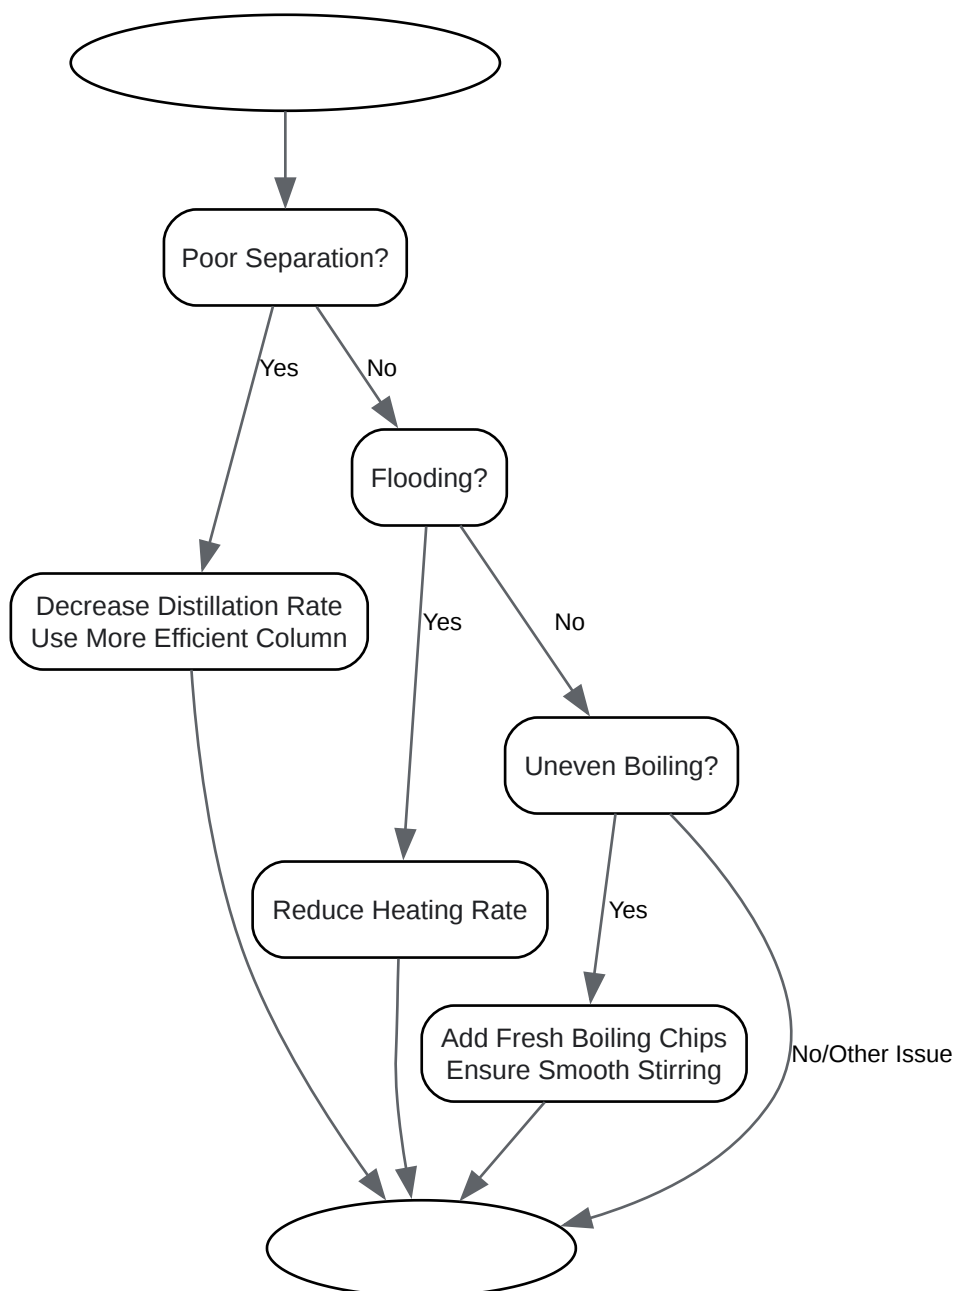 Poor Separation?
Yes
No
Flooding?
Decrease Distillation Rate
Use More Efficient Column
Yes
No
Uneven Boiling?
Reduce Heating Rate
Yes
Add Fresh Boiling Chips
Ensure Smooth Stirring
No/Other Issue